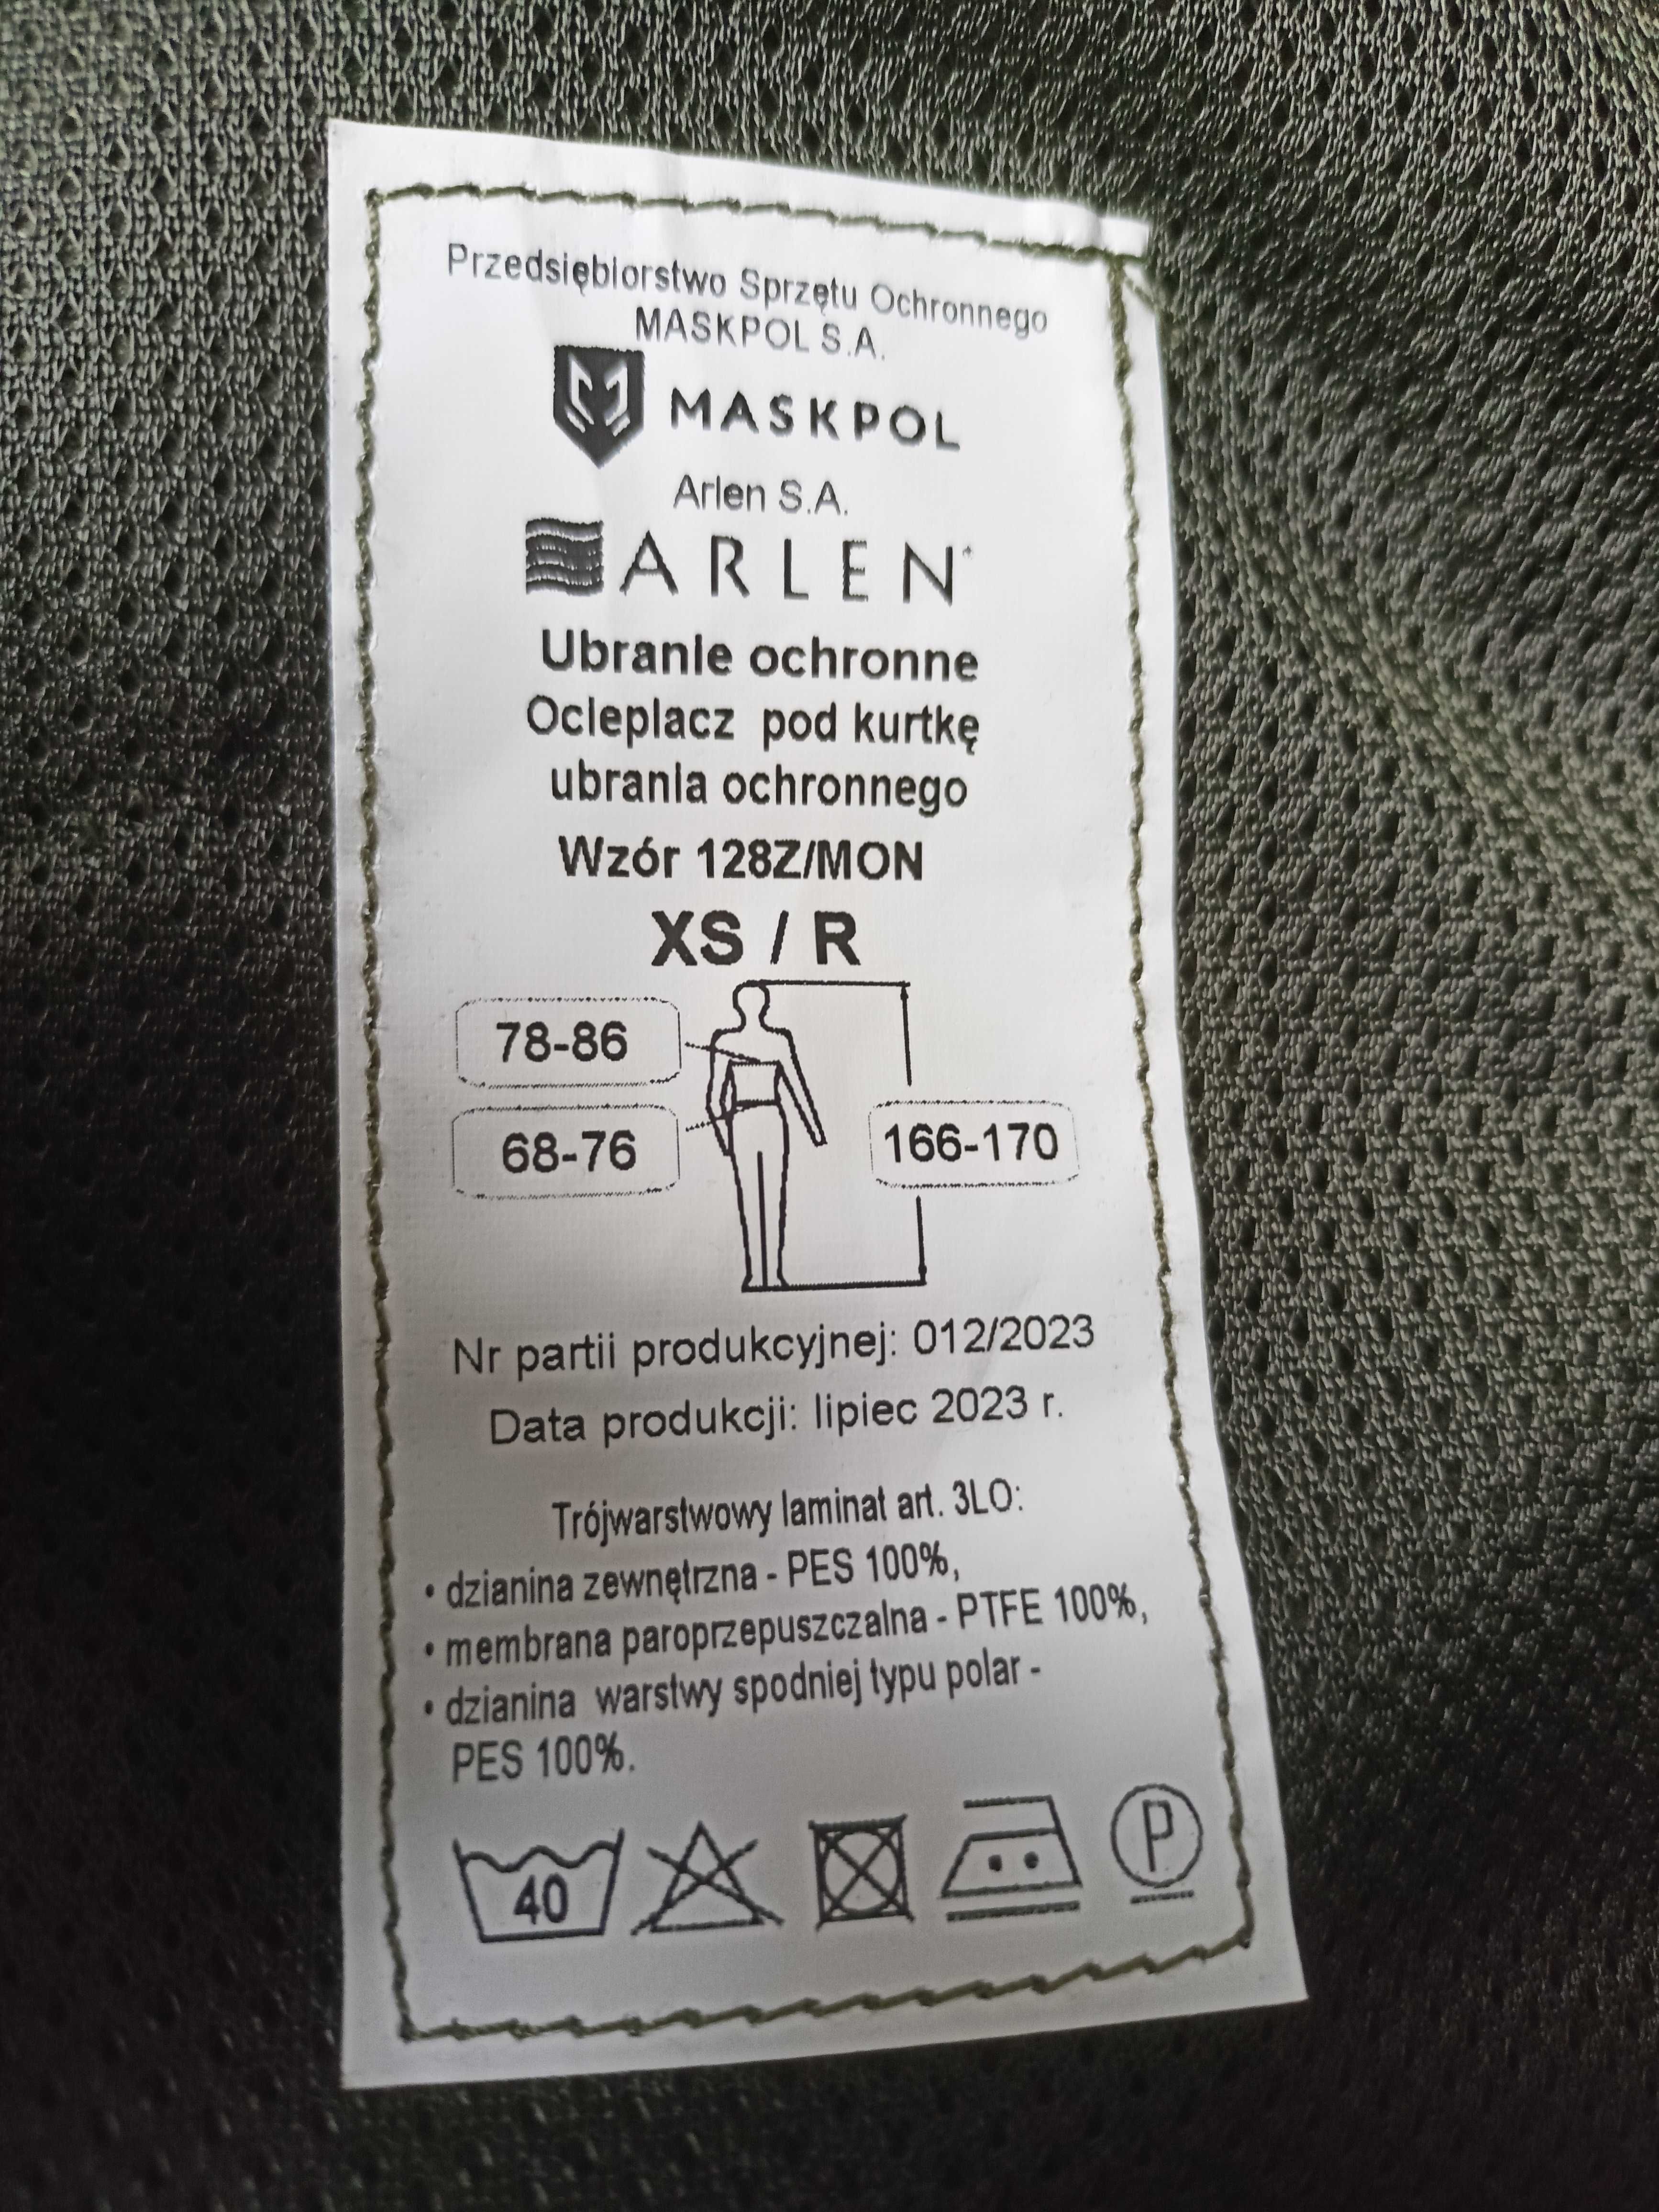 Przedsiębiorstwo Sprzętu Ochronnego
MASKPOL S.A.
MASKPOL
Arlen S.A.
ARLEN
Ubranie ochronne
Ocieplacz pod kurtkę
ubrania ochronnego
Wzór 128Z/MON
XS / R
78-86
68-76
166-170
Nr partii produkcyjnej: 012/2023
Data produkcji: lipiec 2023 r.
Trójwarstwowy laminat art. 3LO:
• dzianina zewnętrzna - PES 100%,
• membrana paroprzepuszczalna - PTFE 100%,
• dzianina warstwy spodniej typu polar -
PES 100%.
40
P